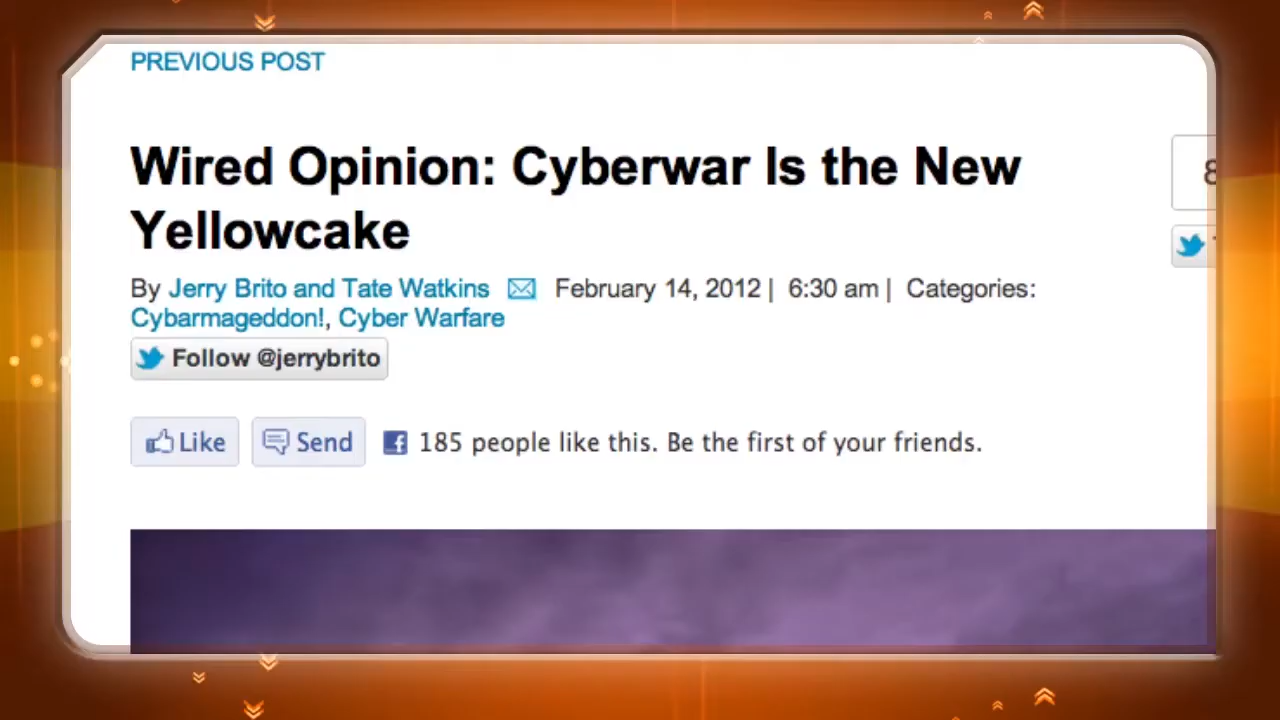 PREVIOUS POST
Wired Opinion: Cyberwar Is the New
Yellowcake
8
By Jerry Brito and Tate Watkins February 14, 2012 | 6:30 am | Categories:
Cybarmageddon!, Cyber Warfare
Follow @jerrybrito
Like Send 185 people like this. Be the first of your friends.